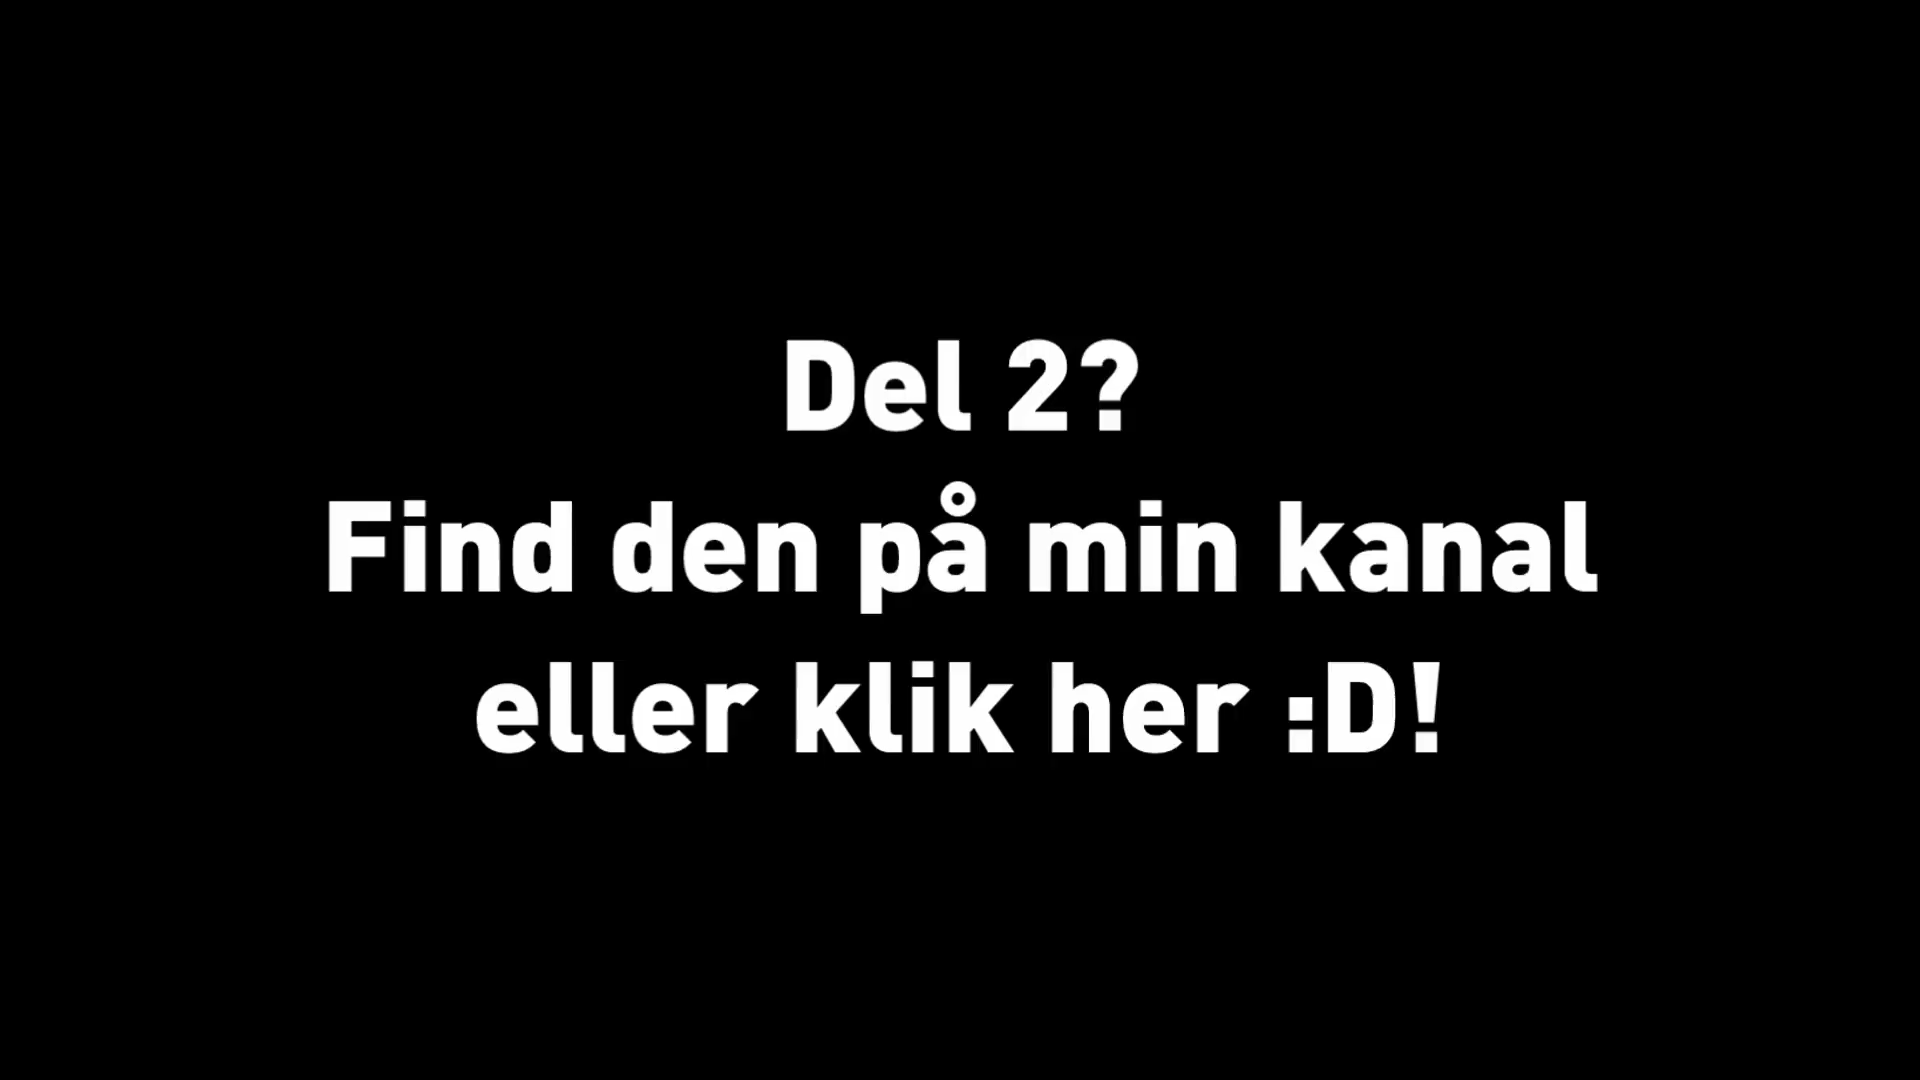 Del 2?
Find den på min kanal
eller klik her :D!